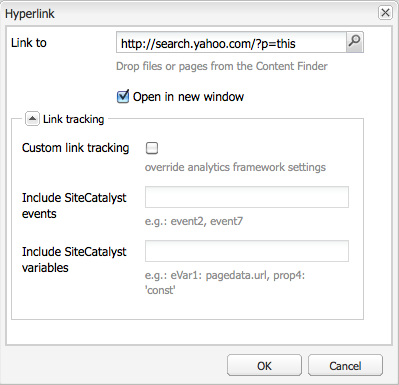 Hyperlink
Link to
http://search.yahoo.com/?p=this
Drop files or pages from the Content Finder
Open in new window
Link tracking
Custom link tracking
override analytics framework settings
Include SiteCatalyst
events
e.g.: event2, event7
Include SiteCatalyst
variables
e.g.: eVar1: pagedata.url, prop4:
'const'
OK
Cancel